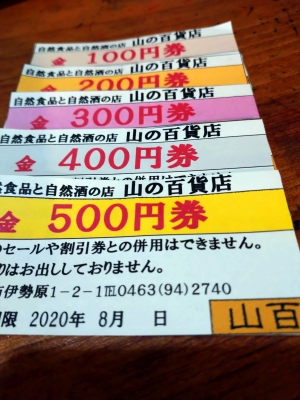 自然食品と自然酒の店 山の百貨店
金 100円券
自然食品と自然酒の店 山の百貨店
金 200円券
自然食品と自然酒の店 山の百貨店
金 300円券
自然食品と自然酒の店 山の百貨店
金 400円券
然食品と自然酒の店 山の百貨店
金 500円券
のセールや割引券との併用はできません。
りはお出ししておりません。
伊勢原1-2-1℡0463(94)2740
限 2020年 8月 日
山百